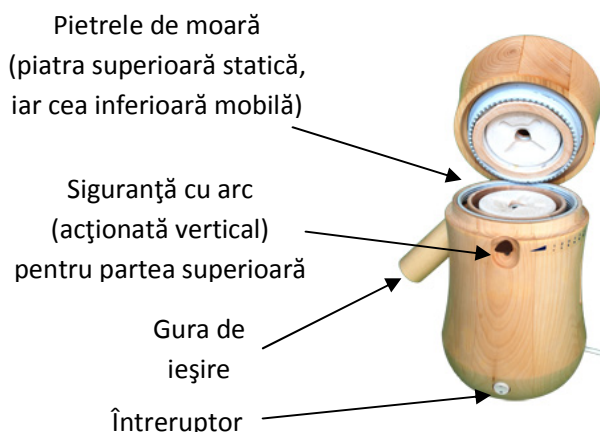 Pietrele de moară
(piatra superioară statică,
iar cea inferioară mobilă)
Siguranţă cu arc
(acţionată vertical)
pentru partea superioară
Gura de
ieşire
Întreruptor